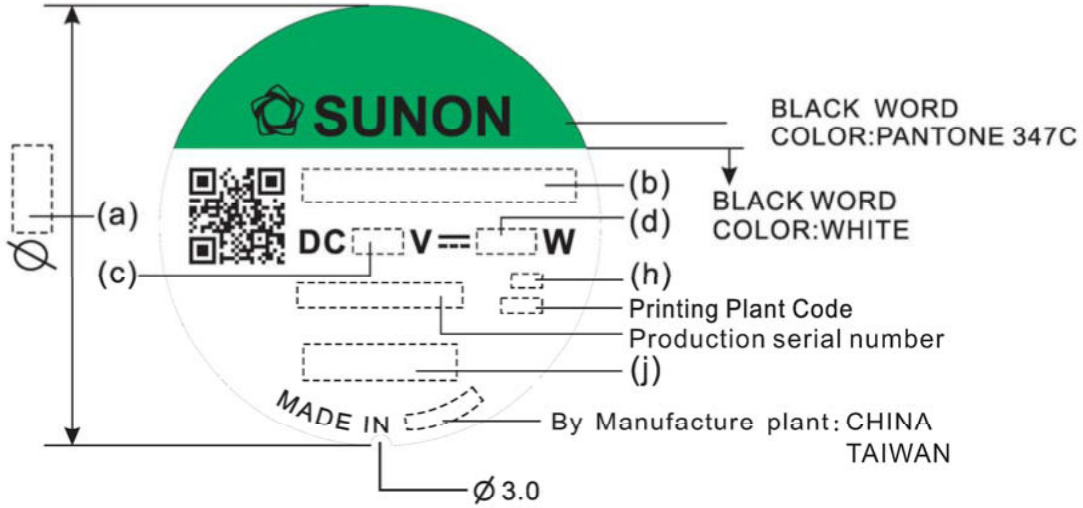 SUNON
BLACK WORD
COLOR:PANTONE 347C
(b)
BLACK WORD
COLOR:WHITE
(a)
Ø
DC V W
(d)
(c)
(h)
Printing Plant Code
Production serial number
(j)
MADE IN
By Manufacture plant: CHINA
TAIWAN
Ø 3.0